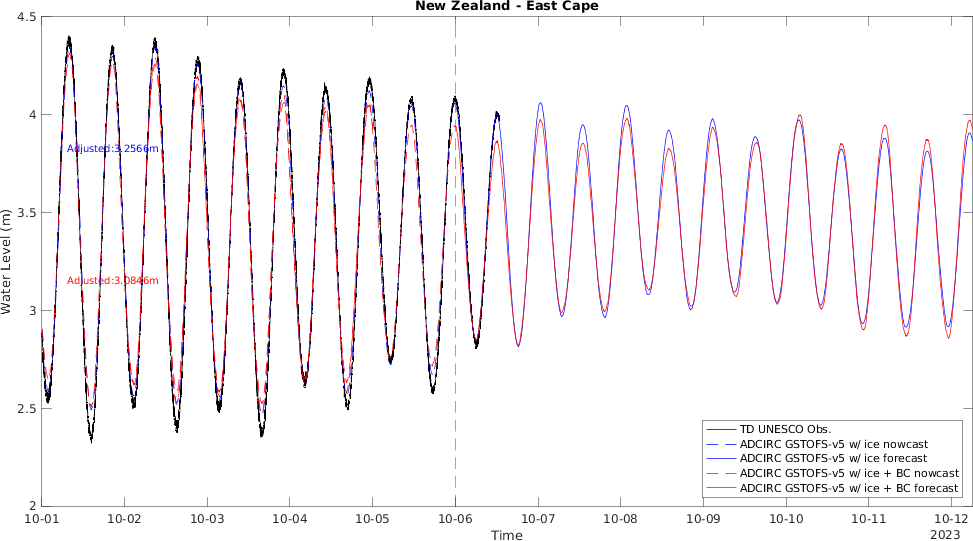 New Zealand - East Cape
4.5
4
3.5
3
2.5
2
Water Level (m)
Adjusted:3.2566m
Adjusted:3.0846m
TD UNESCO Obs.
ADCIRC GSTOFS-v5 w/ ice nowcast
ADCIRC GSTOFS-v5 w/ ice forecast
ADCIRC GSTOFS-v5 w/ ice + BC nowcast
ADCIRC GSTOFS-v5 w/ ice + BC forecast
10-01 10-02 10-03 10-04 10-05 10-06 10-07 10-08 10-09 10-10 10-11 10-12
2023
Time